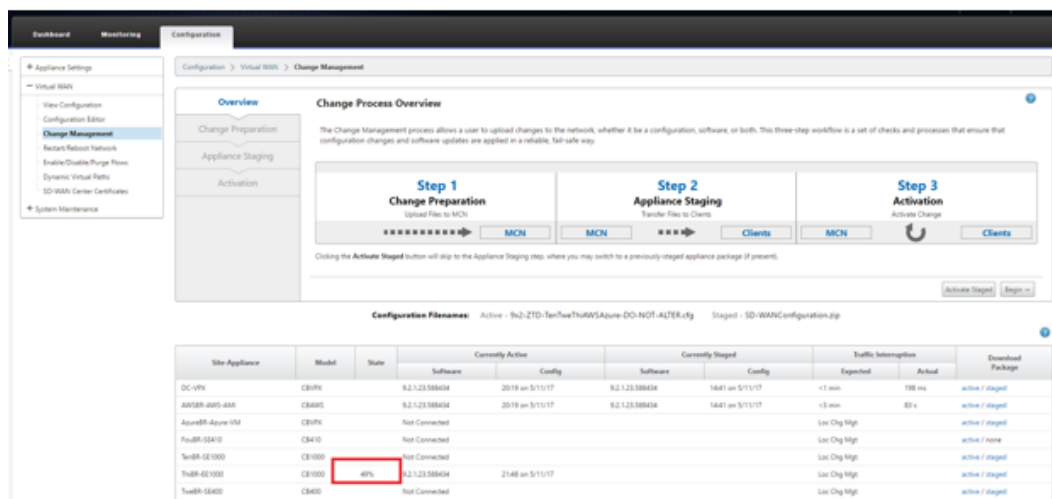 Dashboard Monitoring Configuration
+ Appliance Settings
− Virtual WAN
View Configuration
Configuration Editor
Change Management
Restart/Reboot Network
Enable/Disable/Purge Flows
Dynamic Virtual Paths
SD-WAN Center Certificates
+ System Maintenance
Configuration > Virtual WAN > Change Management
Overview
Change Preparation
Appliance Staging
Activation
Change Process Overview
The Change Management process allows a user to upload changes to the network, whether it be a configuration, software, or both. This three-step workflow is a set of checks and processes that ensure that
configuration changes and software updates are applied in a reliable, fail-safe way.
Step 1 Step 2 Step 3
Change Preparation Appliance Staging Activation
Upload Files to MCN Transfer Files to Clients Activate Change
MCN MCN Clients MCN Clients
Clicking the Activate Staged button will skip to the Appliance Staging step, where you may switch to a previously-staged appliance package (if present).
Activate Staged Begin
Configuration Filenames: Active - 9v2-ZTD-TenTweThiAWSAzure-DO-NOT-ALTER.cfg Staged - SD-WANConfiguration.zip
Site-Appliance Model State Currently Active Currently Staged Traffic Interruption Download Package
Software Config Software Config Expected Actual
DC-VPX CBVPX 9.2.1.23.588434 20:19 on 5/11/17 9.2.1.23.588434 14:41 on 5/11/17 <1 min 198 ms active / staged
AWSBR-AWS-AMI CBAWS 9.2.1.23.588434 20:19 on 5/11/17 9.2.1.23.588434 14:41 on 5/11/17 <3 min 83 s active / staged
AzureBR-Azure-VM CBVPX Not Connected Loc Chg Mgt active / staged
FouBR-SE410 CB410 Not Connected Loc Chg Mgt active / none
TenBR-SE1000 CB1000 Not Connected Loc Chg Mgt active / staged
ThiBR-EE1000 CB1000 49% 9.2.1.23.588434 21:48 on 5/11/17 Loc Chg Mgt active / staged
TweBR-SE400 CB400 Not Connected Loc Chg Mgt active / staged